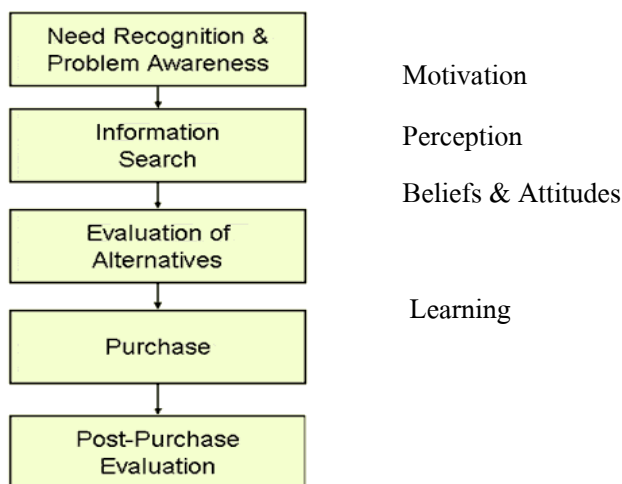 Need Recognition &
Problem Awareness
Motivation
Information
Search
Perception
Beliefs & Attitudes
Evaluation of
Alternatives
Learning
Purchase
Post-Purchase
Evaluation